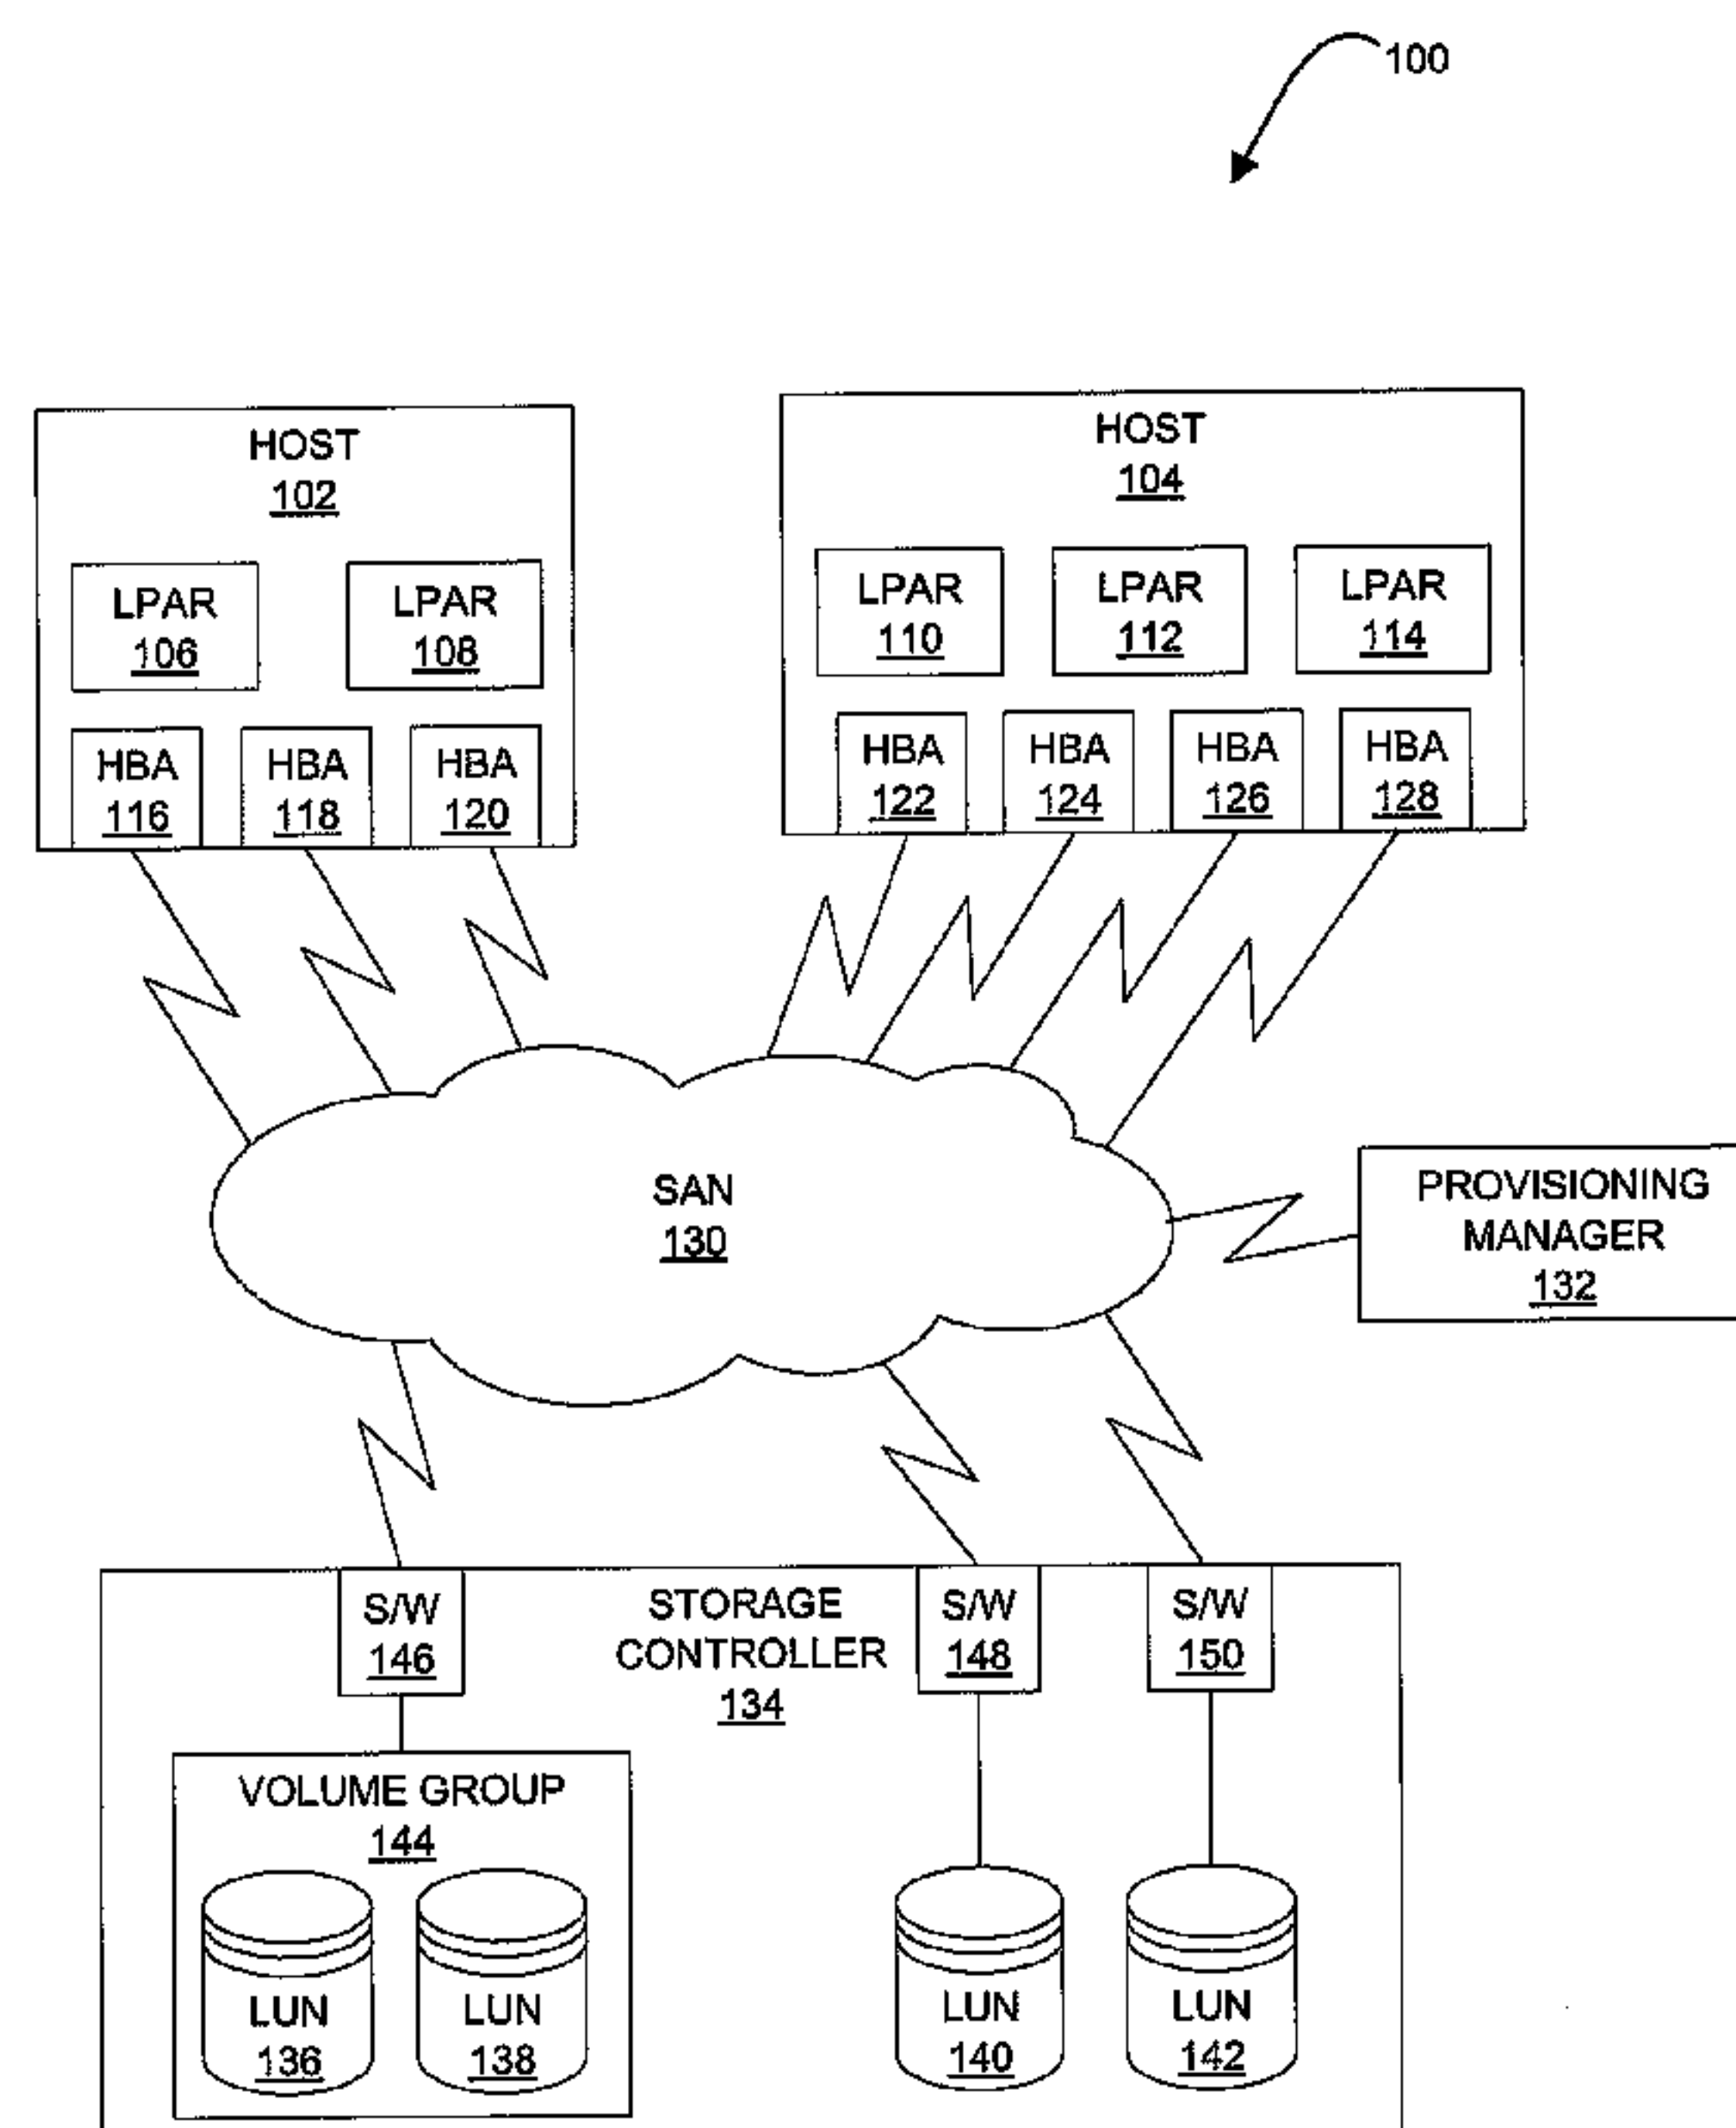 100
HOST
102
LPAR
106
LPAR
108
HBA
116
HBA
118
HBA
120
HOST
104
LPAR
110
LPAR
112
LPAR
114
HBA
122
HBA
124
HBA
126
HBA
128
SAN
130
PROVISIONING
MANAGER
132
STORAGE
CONTROLLER
134
S/W
146
S/W
148
S/W
150
VOLUME GROUP
144
LUN
136
LUN
138
LUN
140
LUN
142